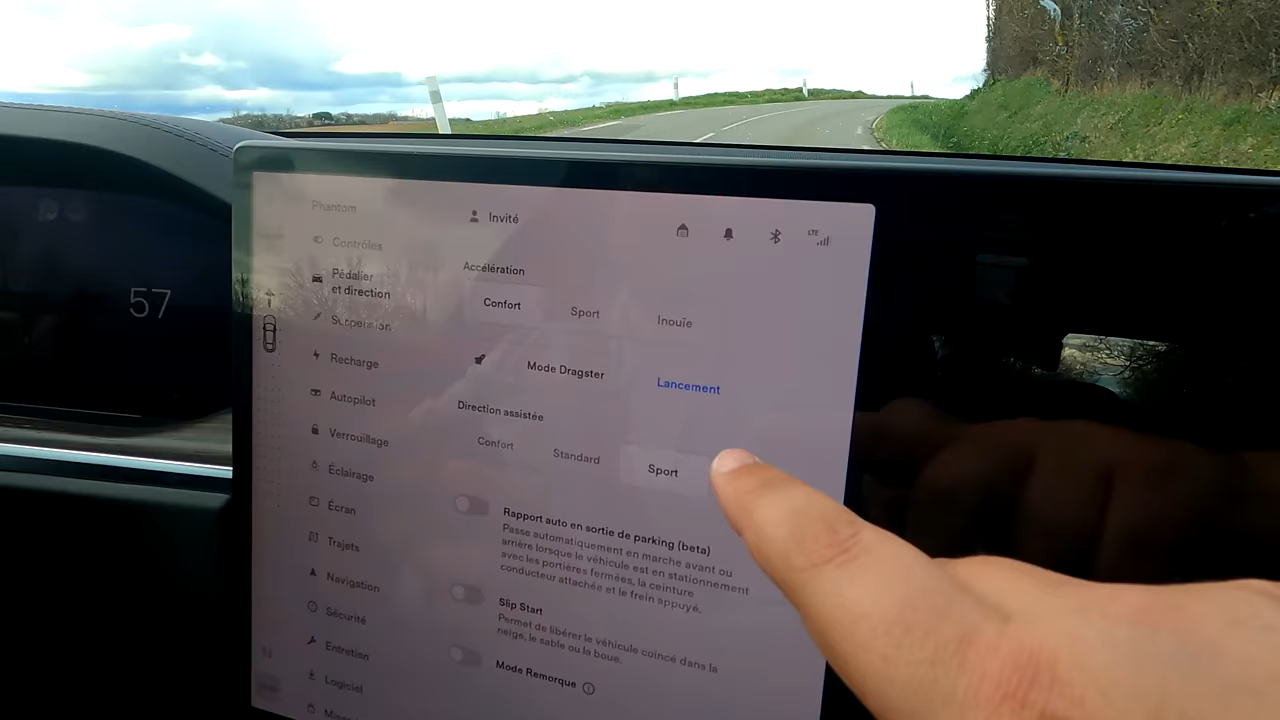 57
Phantom
Contrôles
Pédalier
et direction
Suspension
Recharge
Autopilot
Verrouillage
Éclairage
Écran
Trajets
Navigation
Sécurité
Entretien
Logiciel
Invité
LTE
Accélération
Confort
Sport
Inouïe
Mode Dragster
Lancement
Direction assistée
Confort
Standard
Sport
Rapport auto en sortie de parking (beta)
Passe automatiquement en marche avant ou
arrière lorsque le véhicule est en stationnement
avec les portières fermées, la ceinture
conducteur attachée et le frein appuyé.
Slip Start
Permet de libérer le véhicule coincé dans la
neige, le sable ou la boue.
Mode Remorque